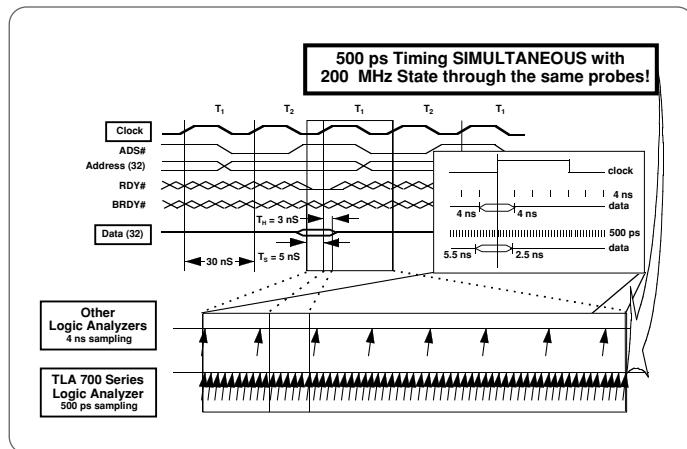 500 ps Timing SIMULTANEOUS with
200 MHz State through the same probes!
T1 T2 T1 T2 T1
Clock
ADS#
Address (32)
RDY#
BRDY#
TH = 3 nS
Data (32)
TS = 5 nS
30 nS
clock
4 ns
data
4 ns 4 ns
500 ps
data
5.5 ns 2.5 ns
Other
Logic Analyzers
4 ns sampling
TLA 700 Series
Logic Analyzer
500 ps sampling